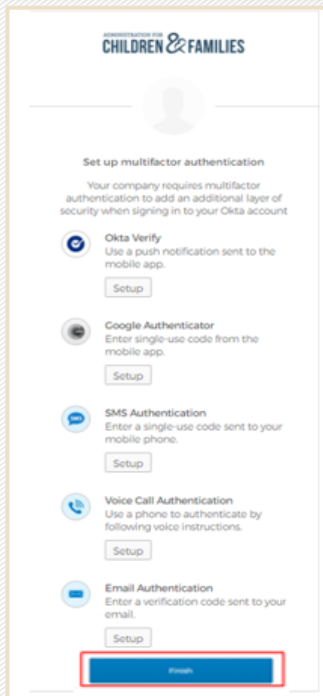 ADMINISTRATION FOR
CHILDREN & FAMILIES
Set up multifactor authentication
Your company requires multifactor
authentication to add an additional layer of
security when signing in to your Okta account
Okta Verify
Use a push notification sent to the
mobile app.
Setup
Google Authenticator
Enter single-use code from the
mobile app.
Setup
SMS
SMS Authentication
Enter a single-use code sent to your
mobile phone.
Setup
Voice Call Authentication
Use a phone to authenticate by
following voice instructions.
Setup
Email Authentication
Enter a verification code sent to your
email.
Setup
Finish